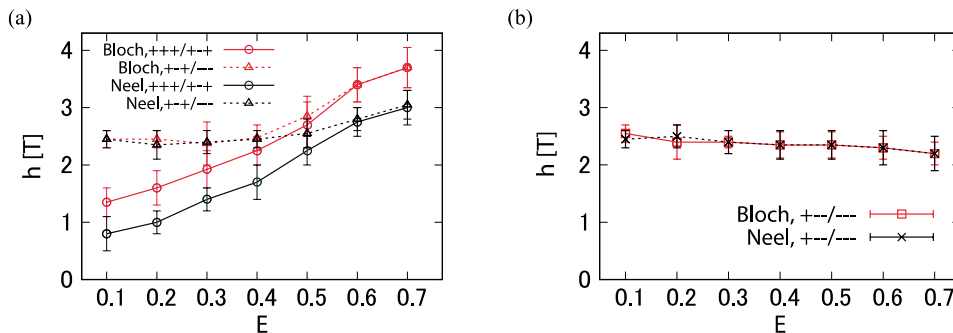 (a)
(b)
4
3
2
1
0
h [T]
Bloch,+++/+-+
Bloch,+-+/---
Neel,+++/+-+
Neel,+-+/---
0.1 0.2 0.3 0.4 0.5 0.6 0.7
E
4
3
2
1
0
h [T]
Bloch, +--/---
Neel, +--/---
0.1 0.2 0.3 0.4 0.5 0.6 0.7
E